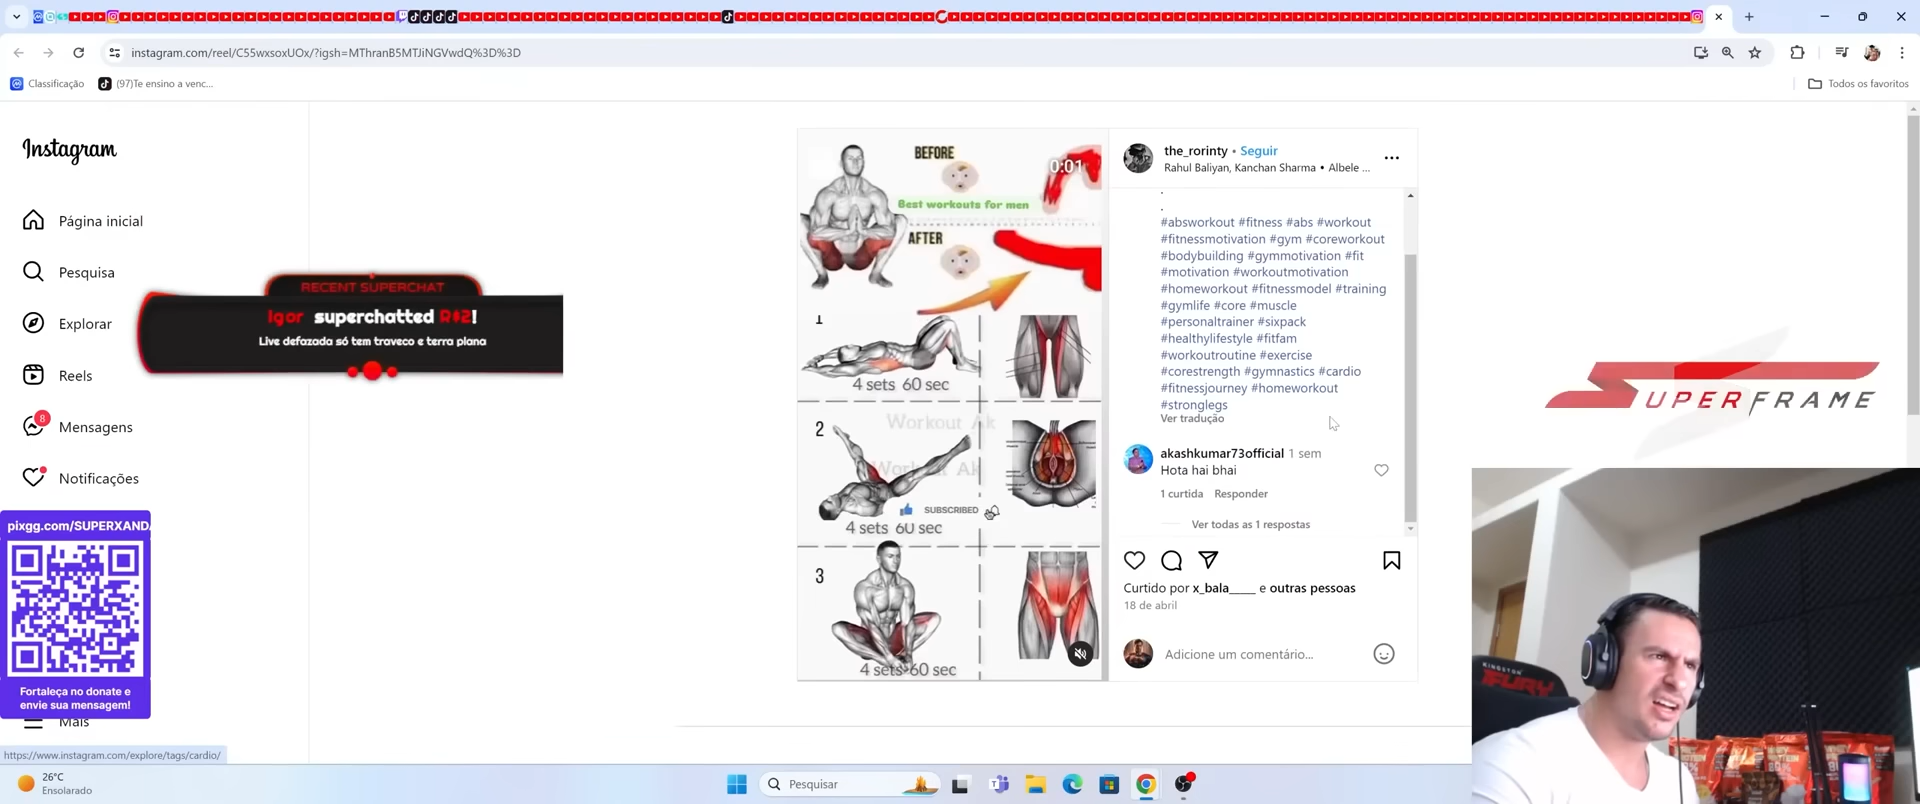 instagram.com/reel/C55wxsoxUOx/?igsh=MThranB5MTJiNGVwdQ%3D%3D
Classificação
(97)Te ensino a venc...
Todos os favoritos
Instagram
Página inicial
Pesquisa
Explorar
Reels
8
Mensagens
Notificações
Mais
RECENT SUPERCHAT
Igor superchatted R$2!
Live defazada só tem traveco e terra plana
pixgg.com/SUPERXAND
Fortaleça no donate e
envie sua mensagem!
BEFORE
0:01
Best workouts for men
AFTER
1
4 sets 60 sec
Workout Ak
2
Workout Ak
SUBSCRIBED
4 sets 60 sec
3
4 sets 60 sec
the_rorinty • Seguir
Rahul Baliyan, Kanchan Sharma • Albele ...
.
.
#absworkout #fitness #abs #workout
#fitnessmotivation #gym #coreworkout
#bodybuilding #gymmotivation #fit
#motivation #workoutmotivation
#homeworkout #fitnessmodel #training
#gymlife #core #muscle
#personaltrainer #sixpack
#healthylifestyle #fitfam
#workoutroutine #exercise
#corestrength #gymnastics #cardio
#fitnessjourney #homeworkout
#stronglegs
Ver tradução
akashkumar73official 1 sem
Hota hai bhai
1 curtida Responder
Ver todas as 1 respostas
Curtido por x_bala_____ e outras pessoas
18 de abril
Adicione um comentário...
SUPERFRAME
KINGSTON
FURY
https://www.instagram.com/explore/tags/cardio/
26°C
Ensolarado
Pesquisar